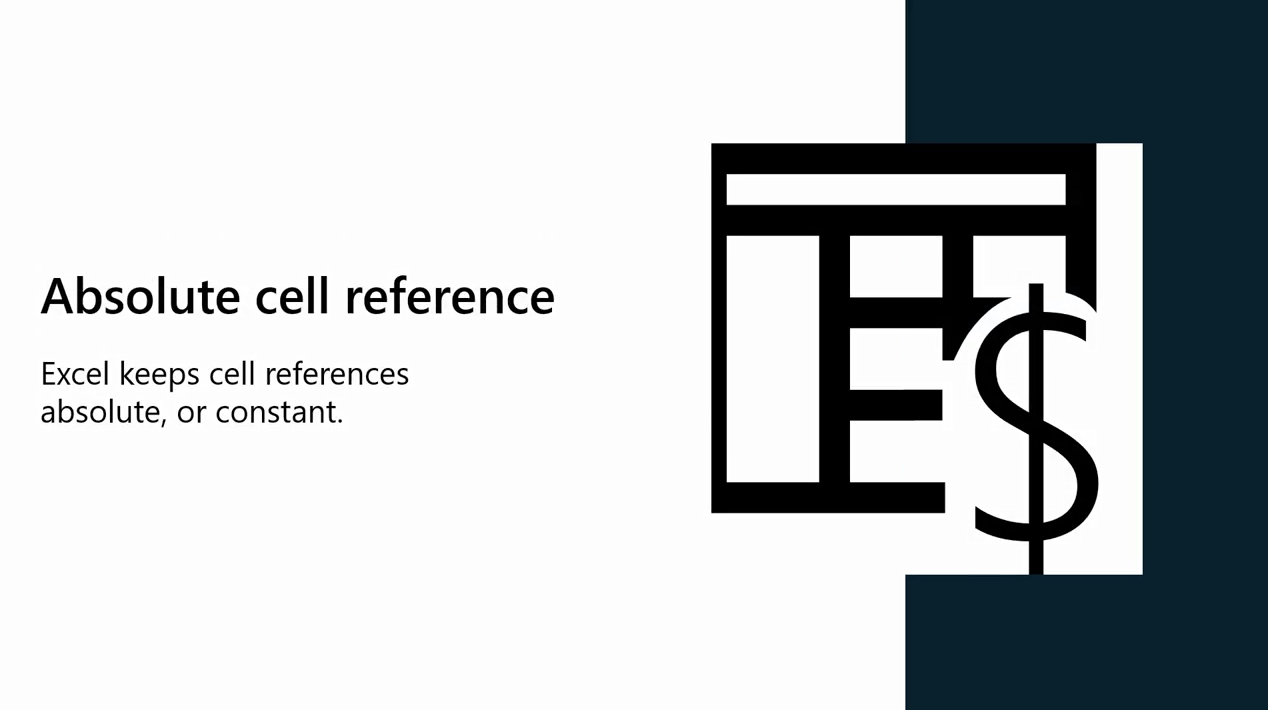 Absolute cell reference
Excel keeps cell references
absolute, or constant.
$